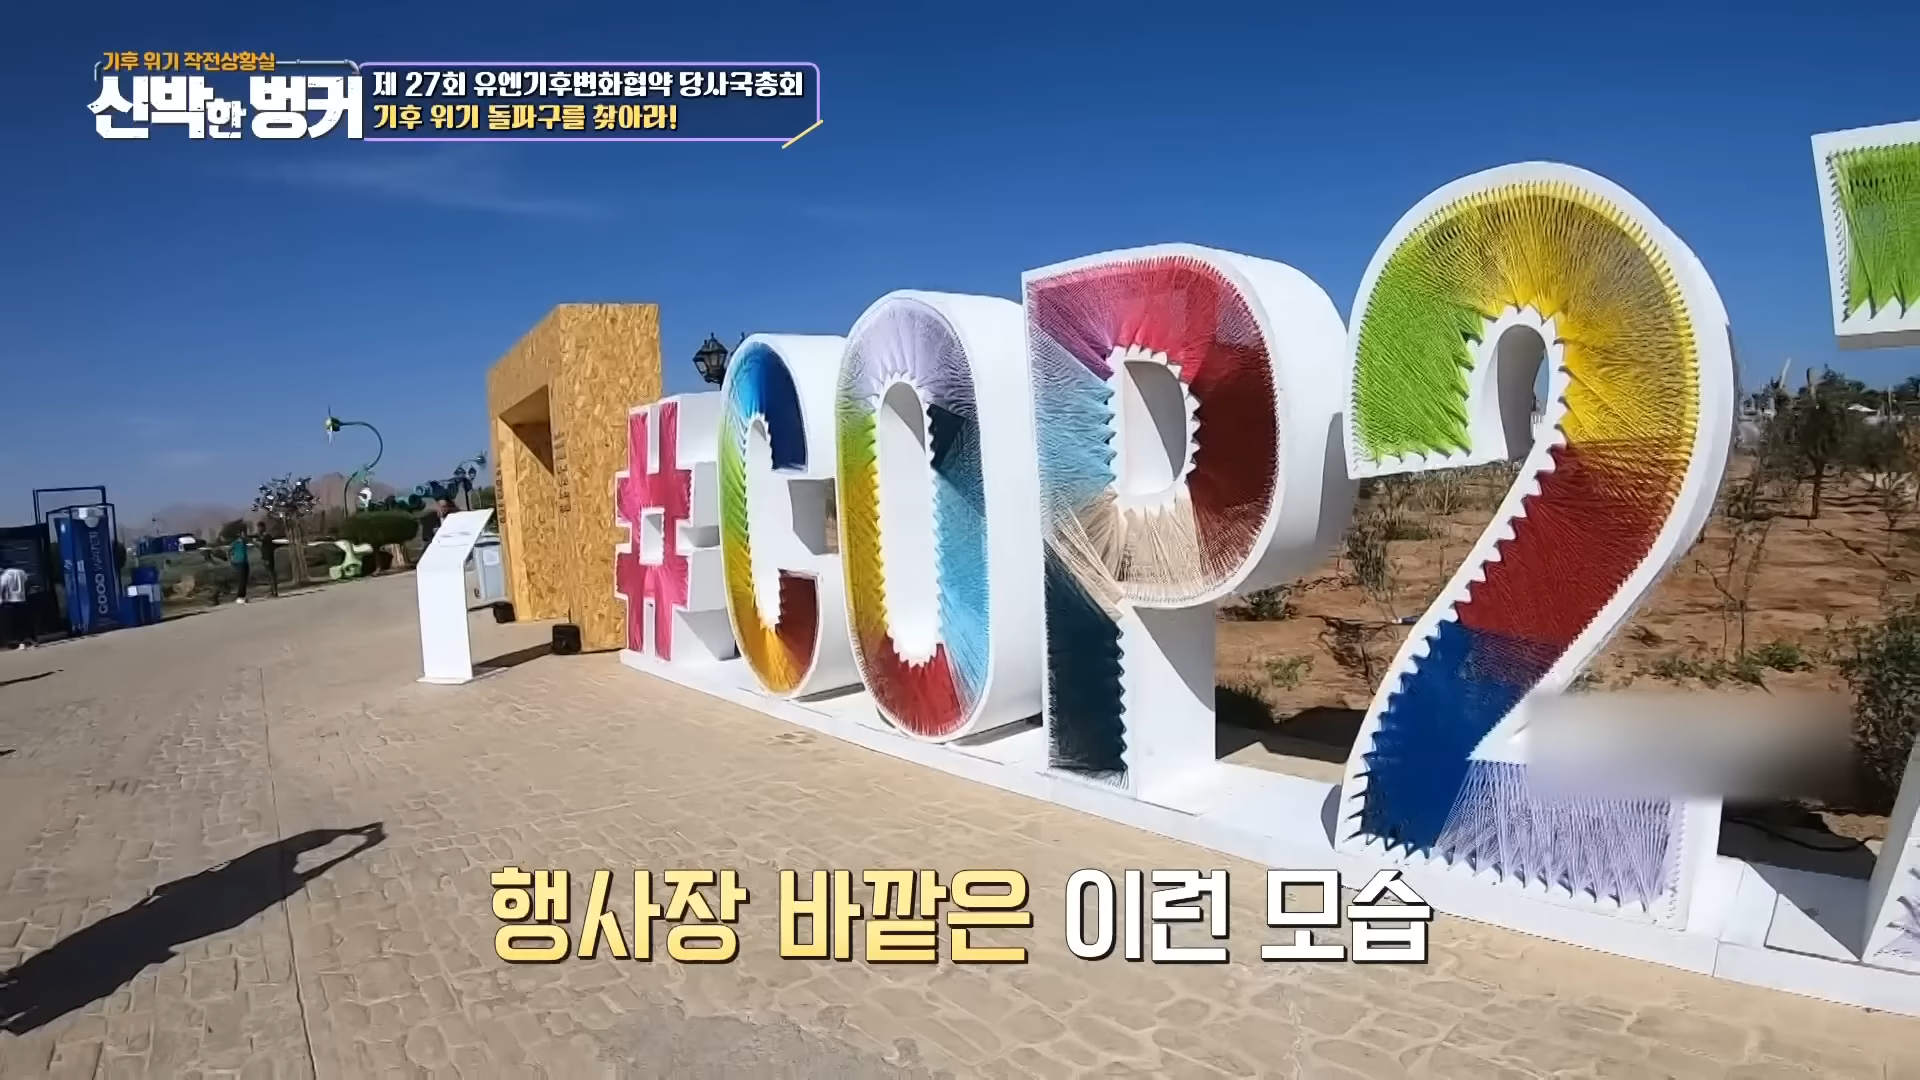 기후 위기 작전상황실
신박한 벙커
제 27회 유엔기후변화협약 당사국총회
기후 위기 돌파구를 찾아라!
#COP2
GOOD WATER
행사장 바깥은 이런 모습